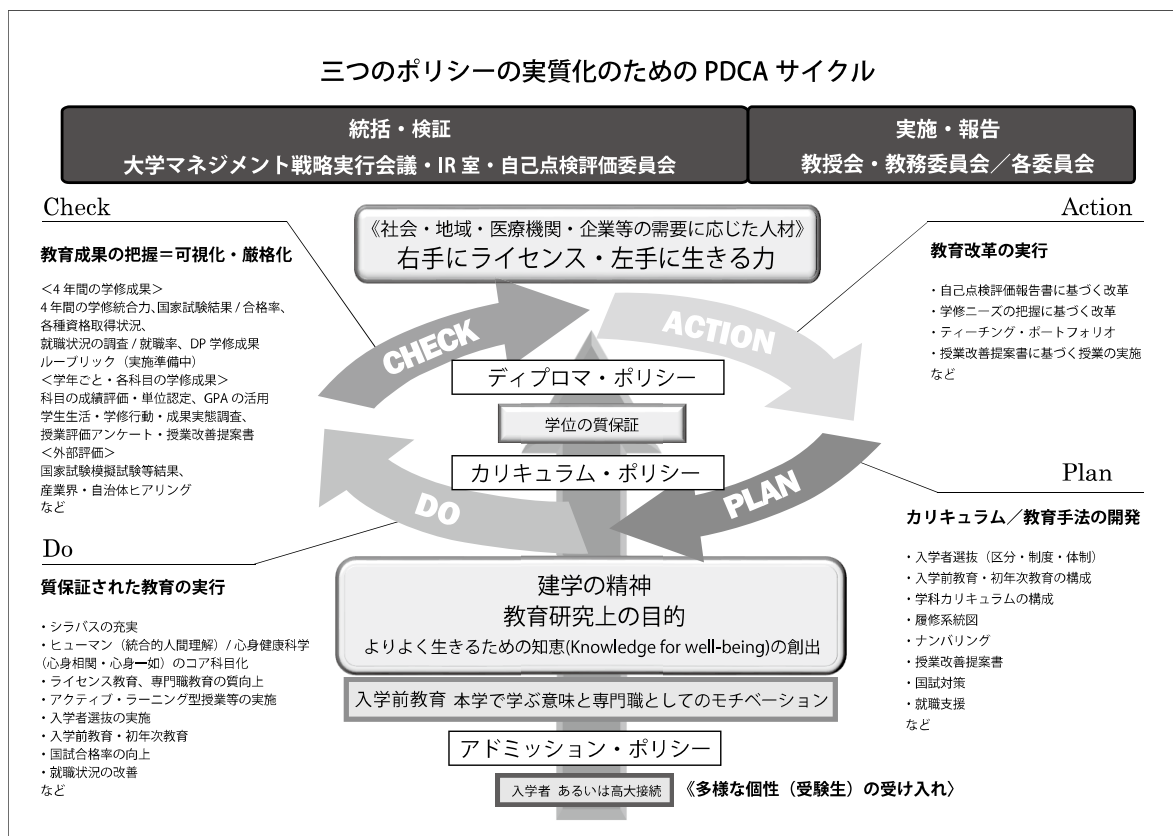 三つのポリシーの実質化のための PDCA サイクル
統括・検証
大学マネジメント戦略実行会議・IR 室・自己点検評価委員会
実施・報告
教授会・教務委員会／各委員会
Check
教育成果の把握＝可視化・厳格化
＜4 年間の学修成果＞
4 年間の学修統合力、国家試験結果 / 合格率、
各種資格取得状況、
就職状況の調査 / 就職率、DP 学修成果
ルーブリック（実施準備中）
＜学年ごと・各科目の学修成果＞
科目の成績評価・単位認定、GPA の活用
学生生活・学修行動・成果実態調査、
授業評価アンケート・授業改善提案書
＜外部評価＞
国家試験模擬試験等結果、
産業界・自治体ヒアリング
など
Do
質保証された教育の実行
・シラバスの充実
・ヒューマン（統合的人間理解）/ 心身健康科学
(心身相関・心身一如）のコア科目化
・ライセンス教育、専門職教育の質向上
・アクティブ・ラーニング型授業等の実施
・入学者選抜の実施
・入学前教育・初年次教育
・国試合格率の向上
・就職状況の改善
など
《社会・地域・医療機関・企業等の需要に応じた人材》
右手にライセンス・左手に生きる力
CHECK
ACTION
ディプロマ・ポリシー
学位の質保証
カリキュラム・ポリシー
DO
PLAN
建学の精神
教育研究上の目的
よりよく生きるための知恵(Knowledge for well-being)の創出
入学前教育 本学で学ぶ意味と専門職としてのモチベーション
アドミッション・ポリシー
入学者 あるいは高大接続
《多様な個性（受験生）の受け入れ》
Action
教育改革の実行
・自己点検評価報告書に基づく改革
・学修ニーズの把握に基づく改革
・ティーチング・ポートフォリオ
・授業改善提案書に基づく授業の実施
など
Plan
カリキュラム／教育手法の開発
・入学者選抜（区分・制度・体制）
・入学前教育・初年次教育の構成
・学科カリキュラムの構成
・履修系統図
・ナンバリング
・授業改善提案書
・国試対策
・就職支援
など